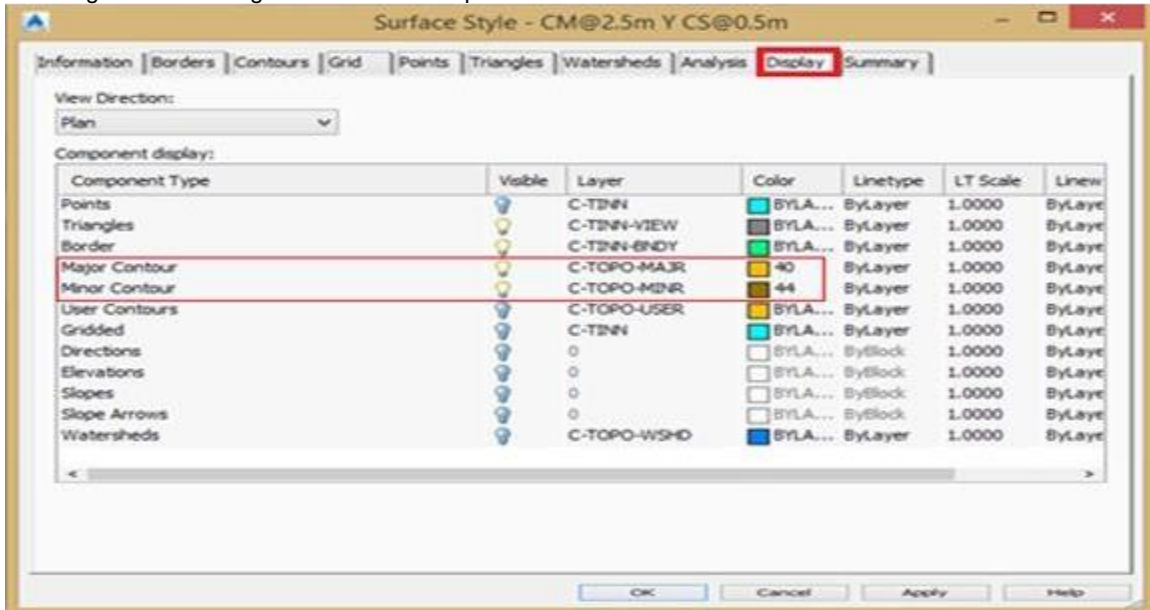 Surface Style - CM@2.5m Y CS@0.5m
Information Borders Contours Grid Points Triangles Watersheds Analysis Display Summary
View Direction:
Plan
Component display:
Component Type Visible Layer Color Linetype LT Scale Linew
Points C-TINN BYLA... ByLayer 1.0000 ByLaye
Triangles C-TINN-VIEW BYLA... ByLayer 1.0000 ByLaye
Border C-TINN-BNDY BYLA... ByLayer 1.0000 ByLaye
Major Contour C-TOPO-MAJR 40 ByLayer 1.0000 ByLaye
Minor Contour C-TOPO-MINR 44 ByLayer 1.0000 ByLaye
User Contours C-TOPO-USER BYLA... ByLayer 1.0000 ByLaye
Gridded C-TINN BYLA... ByLayer 1.0000 ByLaye
Directions 0 BYLA... ByBlock 1.0000 ByLaye
Elevations 0 BYLA... ByBlock 1.0000 ByLaye
Slopes 0 BYLA... ByBlock 1.0000 ByLaye
Slope Arrows 0 BYLA... ByBlock 1.0000 ByLaye
Watersheds C-TOPO-WSHD BYLA... ByLayer 1.0000 ByLaye
OK Cancel Apply Help